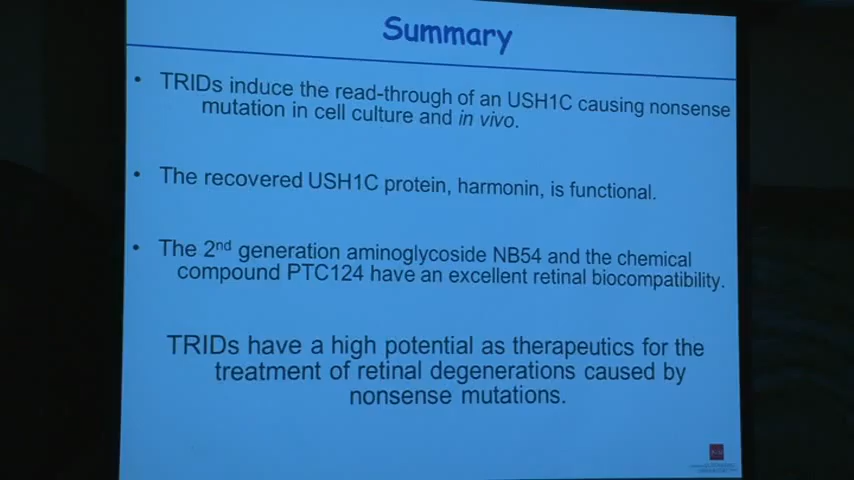 Summary
• TRIDs induce the read-through of an USH1C causing nonsense
mutation in cell culture and in vivo.
• The recovered USH1C protein, harmonin, is functional.
• The 2nd generation aminoglycoside NB54 and the chemical
compound PTC124 have an excellent retinal biocompatibility.
TRIDs have a high potential as therapeutics for the
treatment of retinal degenerations caused by
nonsense mutations.